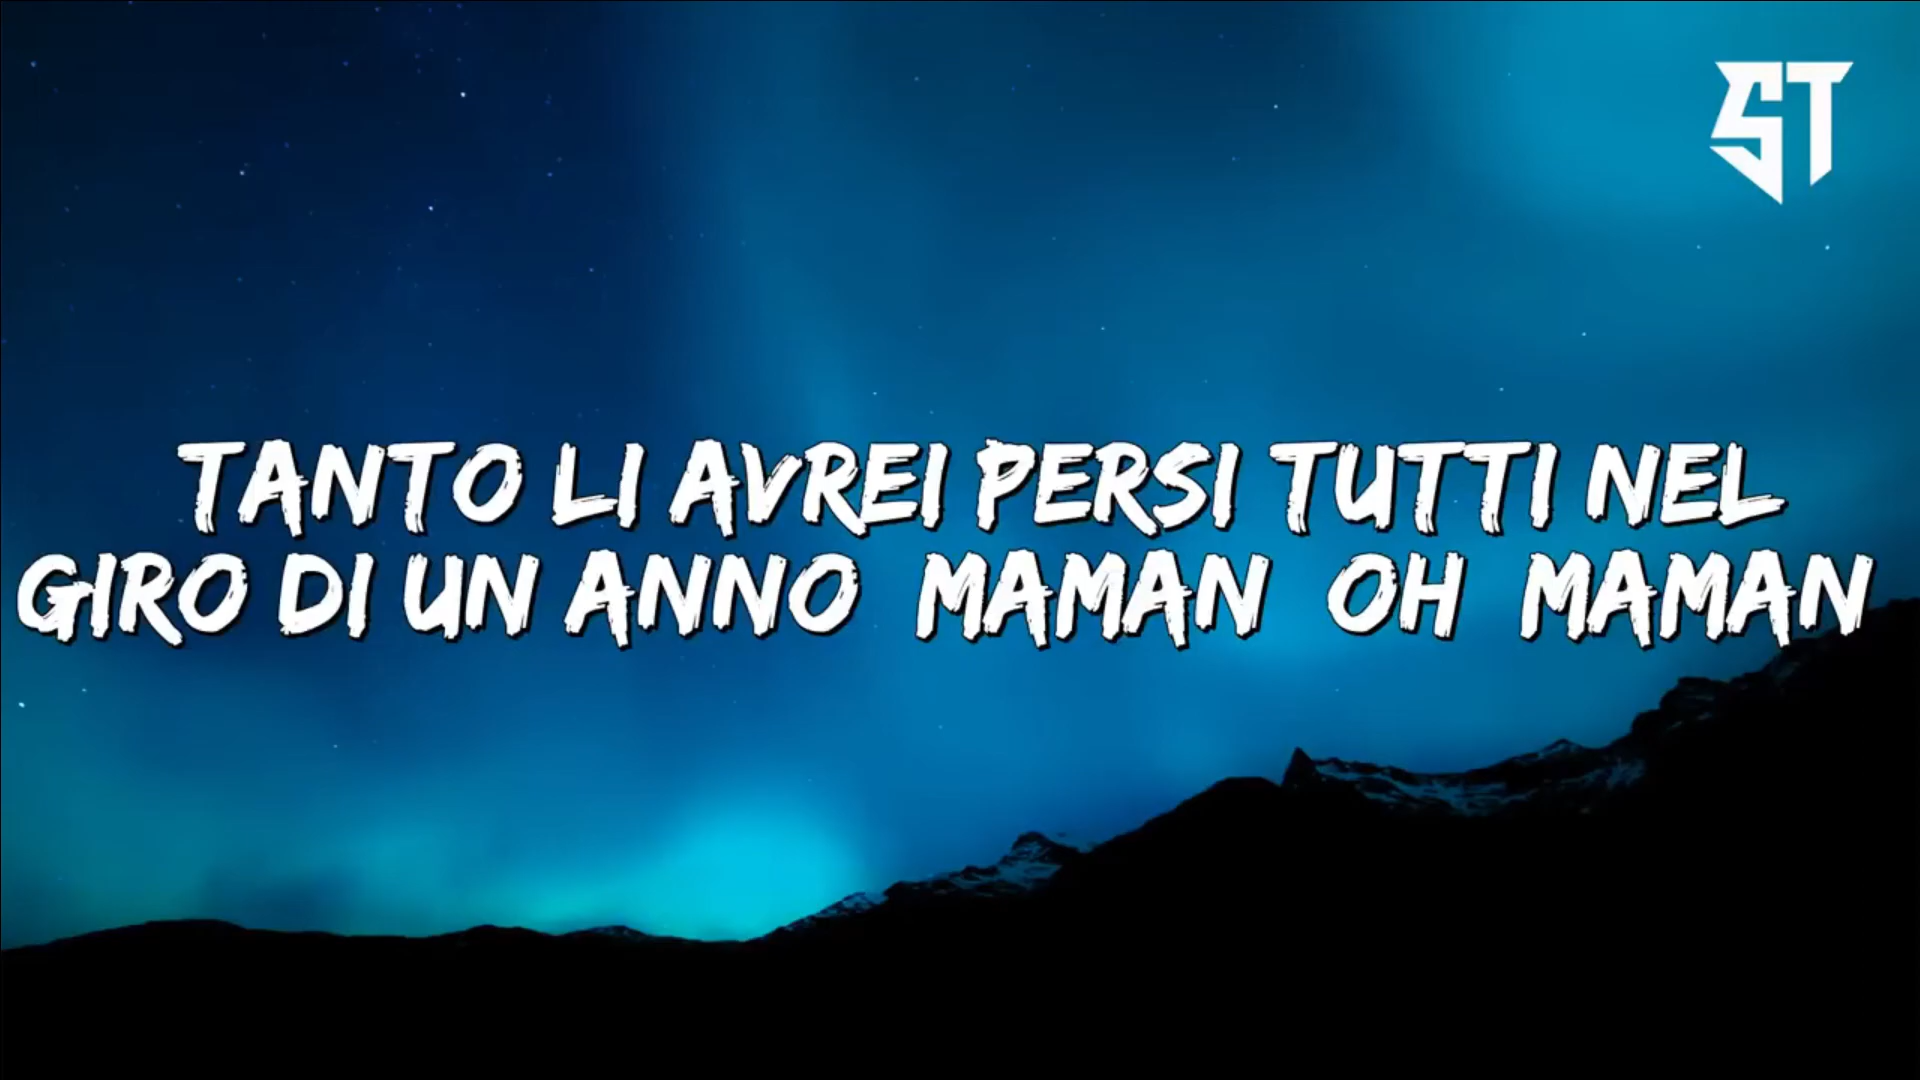 ST
TANTO LI AVREI PERSI TUTTI NEL
GIRO DI UN ANNO MAMAN OH MAMAN